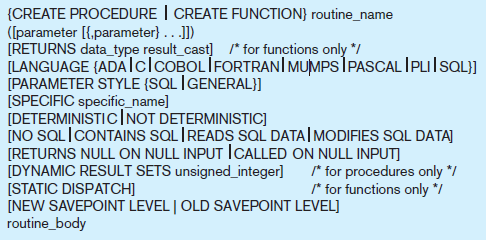 {CREATE PROCEDURE | CREATE FUNCTION} routine_name
([parameter [{,parameter} . . .]])
[RETURNS data_type result_cast] /* for functions only */
[LANGUAGE {ADA | C | COBOL | FORTRAN | MUMPS | PASCAL | PLI | SQL}]
[PARAMETER STYLE {SQL | GENERAL}]
[SPECIFIC specific_name]
[DETERMINISTIC | NOT DETERMINISTIC]
[NO SQL | CONTAINS SQL | READS SQL DATA | MODIFIES SQL DATA]
[RETURNS NULL ON NULL INPUT | CALLED ON NULL INPUT]
[DYNAMIC RESULT SETS unsigned_integer] /* for procedures only */
[STATIC DISPATCH] /* for functions only */
[NEW SAVEPOINT LEVEL | OLD SAVEPOINT LEVEL]
routine_body